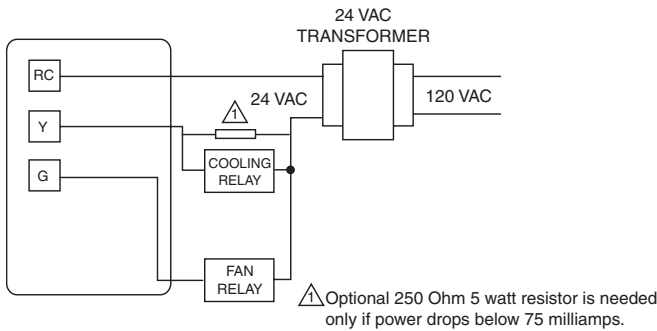 24 VAC
TRANSFORMER
RC
24 VAC
1
120 VAC
Y
COOLING
RELAY
G
FAN
RELAY
1 Optional 250 Ohm 5 watt resistor is needed
only if power drops below 75 milliamps.